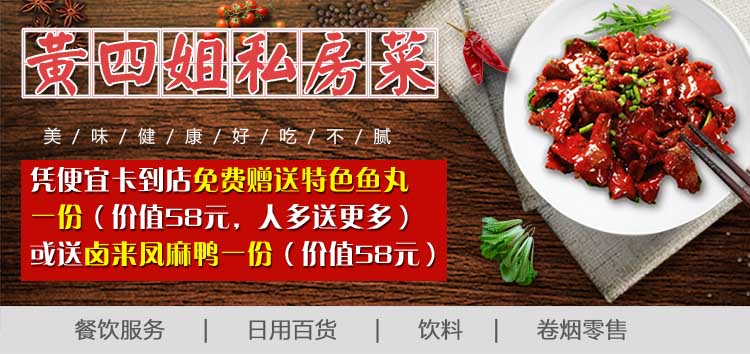 黄四姐私房菜
美/味/健/康/好/吃/不/腻
凭便宜卡到店免费赠送特色鱼丸
一份（价值58元，人多送更多）
或送卤来凤麻鸭一份（价值58元）
餐饮服务 | 日用百货 | 饮料 | 卷烟零售